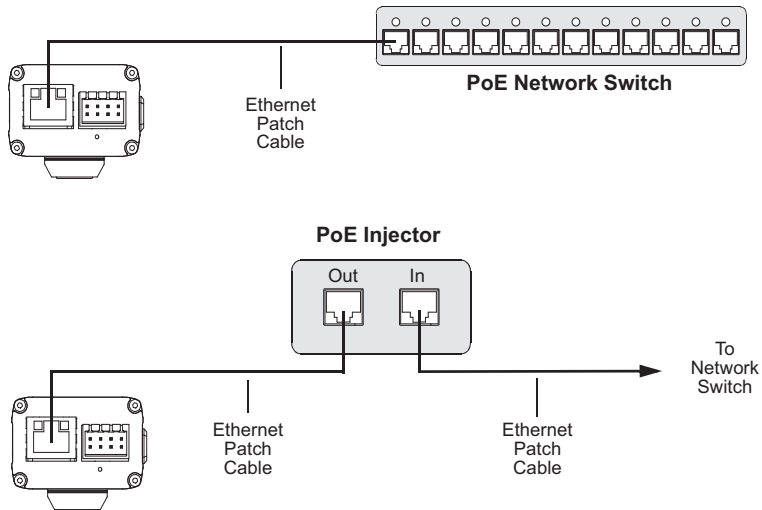 PoE Network Switch
Ethernet
Patch
Cable
PoE Injector
Out
In
To
Network
Switch
Ethernet
Patch
Cable
Ethernet
Patch
Cable